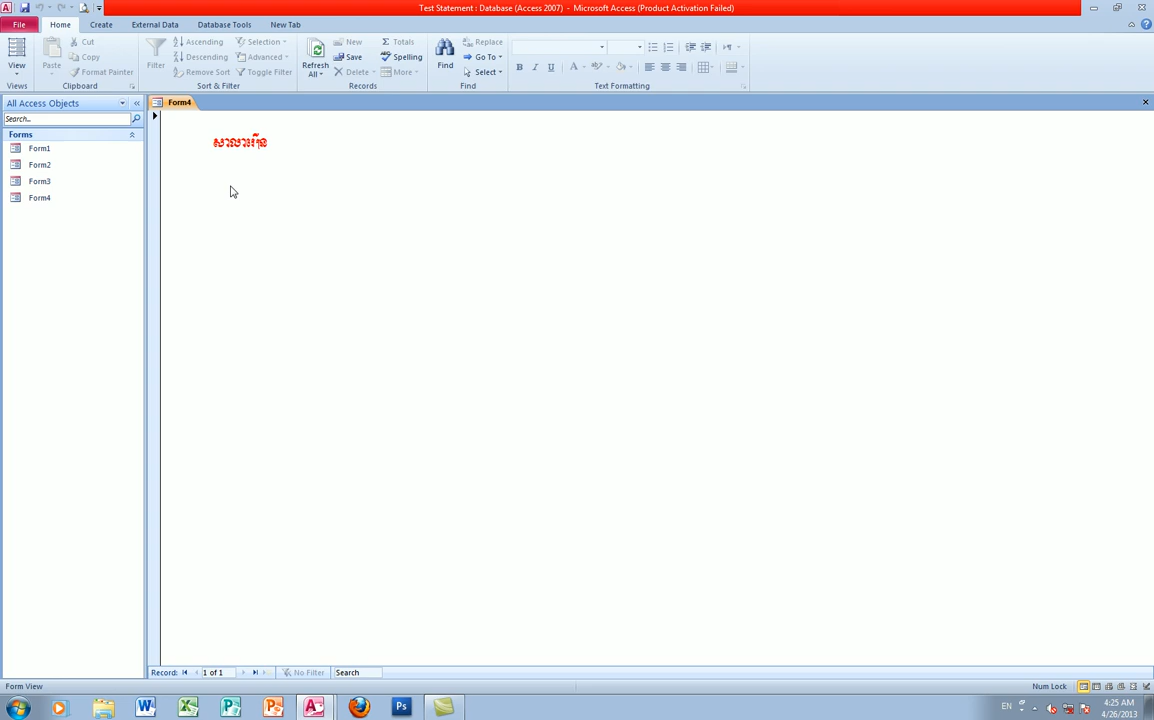 Test Statement : Database (Access 2007) - Microsoft Access (Product Activation Failed)
File Home Create External Data Database Tools New Tab
View
Views
Paste
Cut
Copy
Format Painter
Clipboard
Filter
Ascending
Descending
Remove Sort
Selection
Advanced
Toggle Filter
Sort & Filter
Refresh All
New
Save
Delete
Totals
Spelling
More
Records
Find
Replace
Go To
Select
Find
B I U
A
Text Formatting
All Access Objects
Search...
Forms
Form1
Form2
Form3
Form4
Form4
Record: 1 of 1 No Filter Search
Form View
Num Lock
EN
4:25 AM
4/26/2013